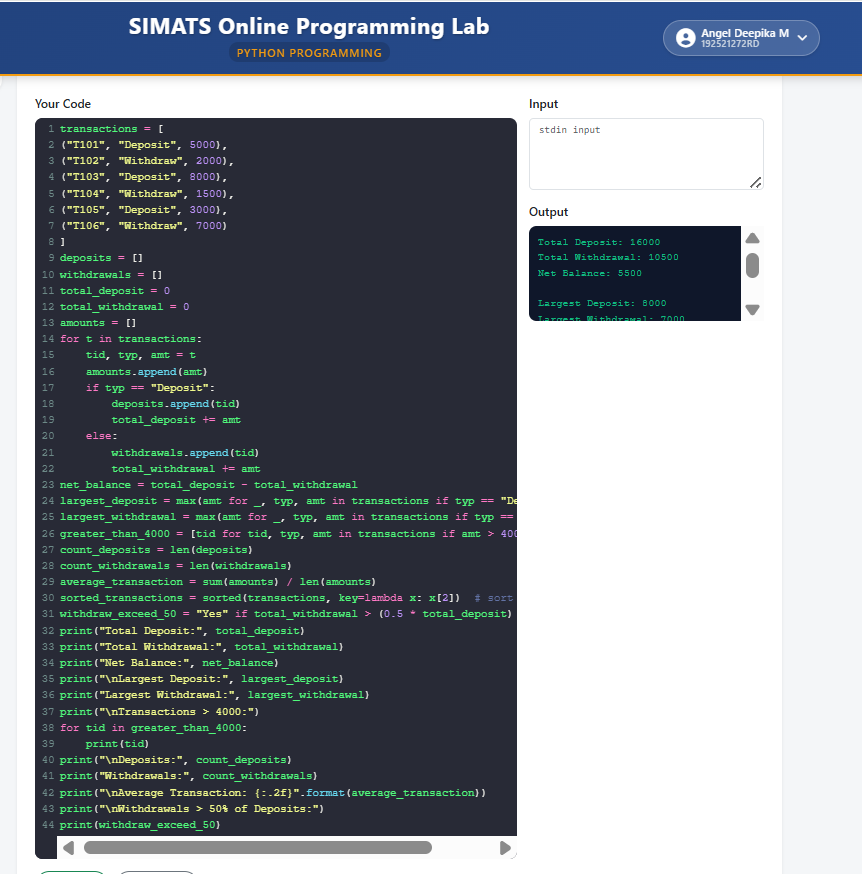 SIMATS Online Programming Lab
PYTHON PROGRAMMING
Angel Deepika M
192521272RD
Your Code
1 transactions = [
2 ("T101", "Deposit", 5000),
3 ("T102", "Withdraw", 2000),
4 ("T103", "Deposit", 8000),
5 ("T104", "Withdraw", 1500),
6 ("T105", "Deposit", 3000),
7 ("T106", "Withdraw", 7000)
8 ]
9 deposits = []
10 withdrawals = []
11 total_deposit = 0
12 total_withdrawal = 0
13 amounts = []
14 for t in transactions:
15     tid, typ, amt = t
16     amounts.append(amt)
17     if typ == "Deposit":
18         deposits.append(tid)
19         total_deposit += amt
20     else:
21         withdrawals.append(tid)
22         total_withdrawal += amt
23 net_balance = total_deposit - total_withdrawal
24 largest_deposit = max(amt for _, typ, amt in transactions if typ == "De
25 largest_withdrawal = max(amt for _, typ, amt in transactions if typ ==
26 greater_than_4000 = [tid for tid, typ, amt in transactions if amt > 400
27 count_deposits = len(deposits)
28 count_withdrawals = len(withdrawals)
29 average_transaction = sum(amounts) / len(amounts)
30 sorted_transactions = sorted(transactions, key=lambda x: x[2])  # sort
31 withdraw_exceed_50 = "Yes" if total_withdrawal > (0.5 * total_deposit)
32 print("Total Deposit:", total_deposit)
33 print("Total Withdrawal:", total_withdrawal)
34 print("Net Balance:", net_balance)
35 print("\nLargest Deposit:", largest_deposit)
36 print("Largest Withdrawal:", largest_withdrawal)
37 print("\nTransactions > 4000:")
38 for tid in greater_than_4000:
39     print(tid)
40 print("\nDeposits:", count_deposits)
41 print("Withdrawals:", count_withdrawals)
42 print("\nAverage Transaction: {:.2f}".format(average_transaction))
43 print("\nWithdrawals > 50% of Deposits:")
44 print(withdraw_exceed_50)
Input
stdin input
Output
Total Deposit: 16000
Total Withdrawal: 10500
Net Balance: 5500
Largest Deposit: 8000
Largest Withdrawal: 7000